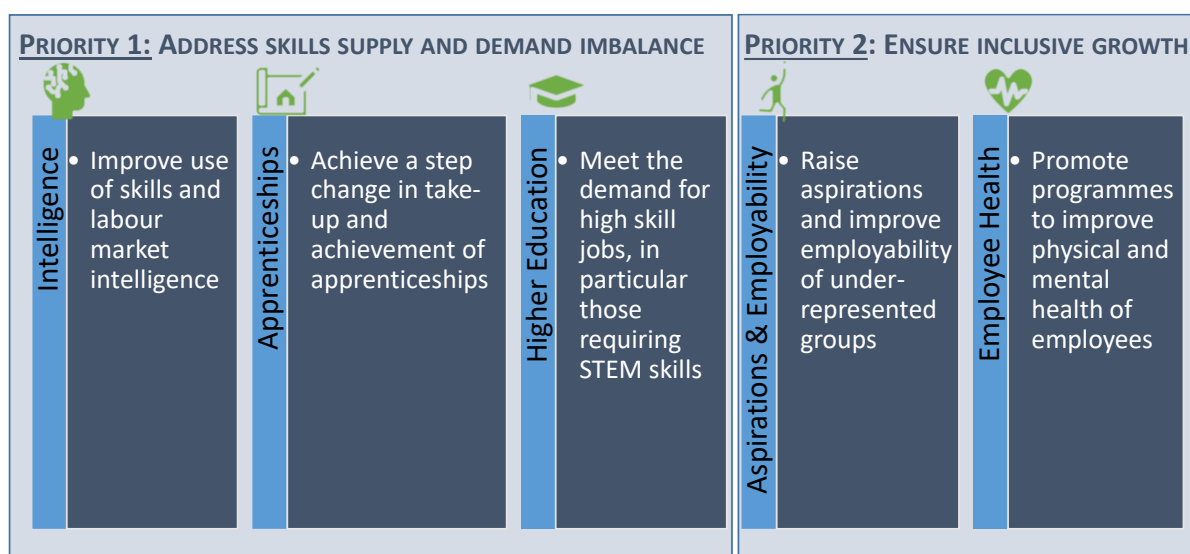 PRIORITY 1: ADDRESS SKILLS SUPPLY AND DEMAND IMBALANCE
Intelligence
• Improve use
of skills and
labour
market
intelligence
Apprenticeships
• Achieve a step
change in take-
up and
achievement of
apprenticeships
Higher Education
• Meet the
demand for
high skill
jobs, in
particular
those
requiring
STEM skills
PRIORITY 2: ENSURE INCLUSIVE GROWTH
Aspirations & Employability
• Raise
aspirations
and improve
employability
of under-
represented
groups
Employee Health
• Promote
programmes
to improve
physical and
mental
health of
employees